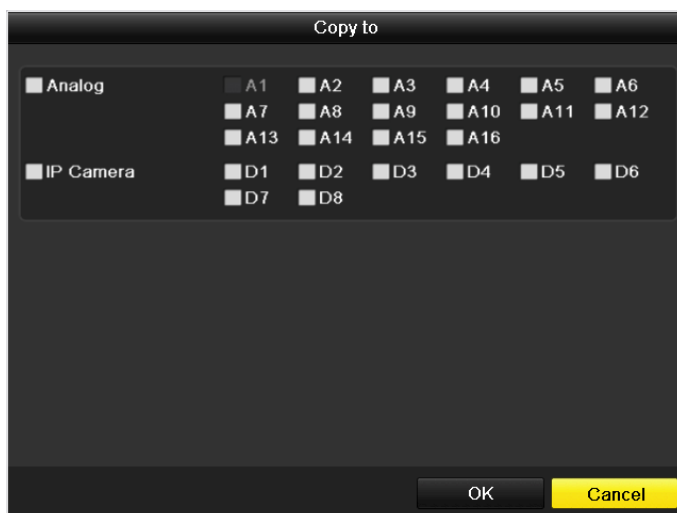 Copy to
Analog A1 A2 A3 A4 A5 A6
A7 A8 A9 A10 A11 A12
A13 A14 A15 A16
IP Camera D1 D2 D3 D4 D5 D6
D7 D8
OK Cancel